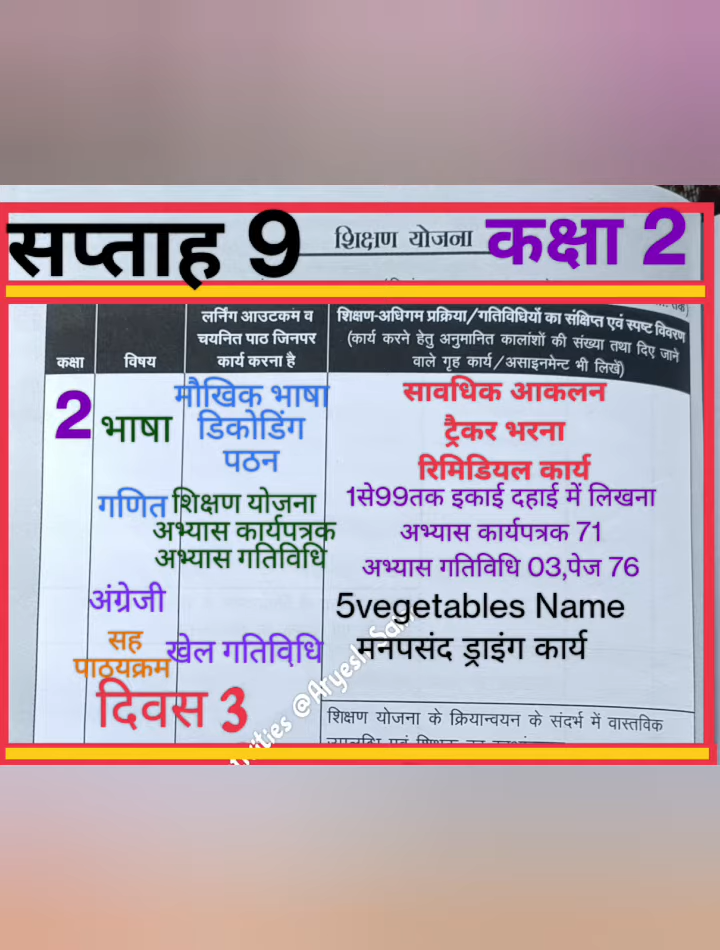 सप्ताह 9 शिक्षण योजना कक्षा 2
कक्षा
विषय
लर्निंग आउटकम व
चयनित पाठ जिनपर
कार्य करना है
शिक्षण-अधिगम प्रक्रिया/गतिविधियों का संक्षिप्त एवं स्पष्ट विवरण
(कार्य करने हेतु अनुमानित कालांशों की संख्या तथा दिए जाने
वाले गृह कार्य/असाइनमेन्ट भी लिखें)
2
भाषा
मौखिक भाषा
डिकोडिंग
पठन
सावधिक आकलन
ट्रैकर भरना
रिमिडियल कार्य
गणित
शिक्षण योजना
अभ्यास कार्यपत्रक
अभ्यास गतिविधि
1से99तक इकाई दहाई में लिखना
अभ्यास कार्यपत्रक 71
अभ्यास गतिविधि 03,पेज 76
अंग्रेजी
5vegetables Name
सह
पाठयक्रम
खेल गतिविधि
मनपसंद ड्राइंग कार्य
दिवस 3
शिक्षण योजना के क्रियान्वयन के संदर्भ में वास्तविक